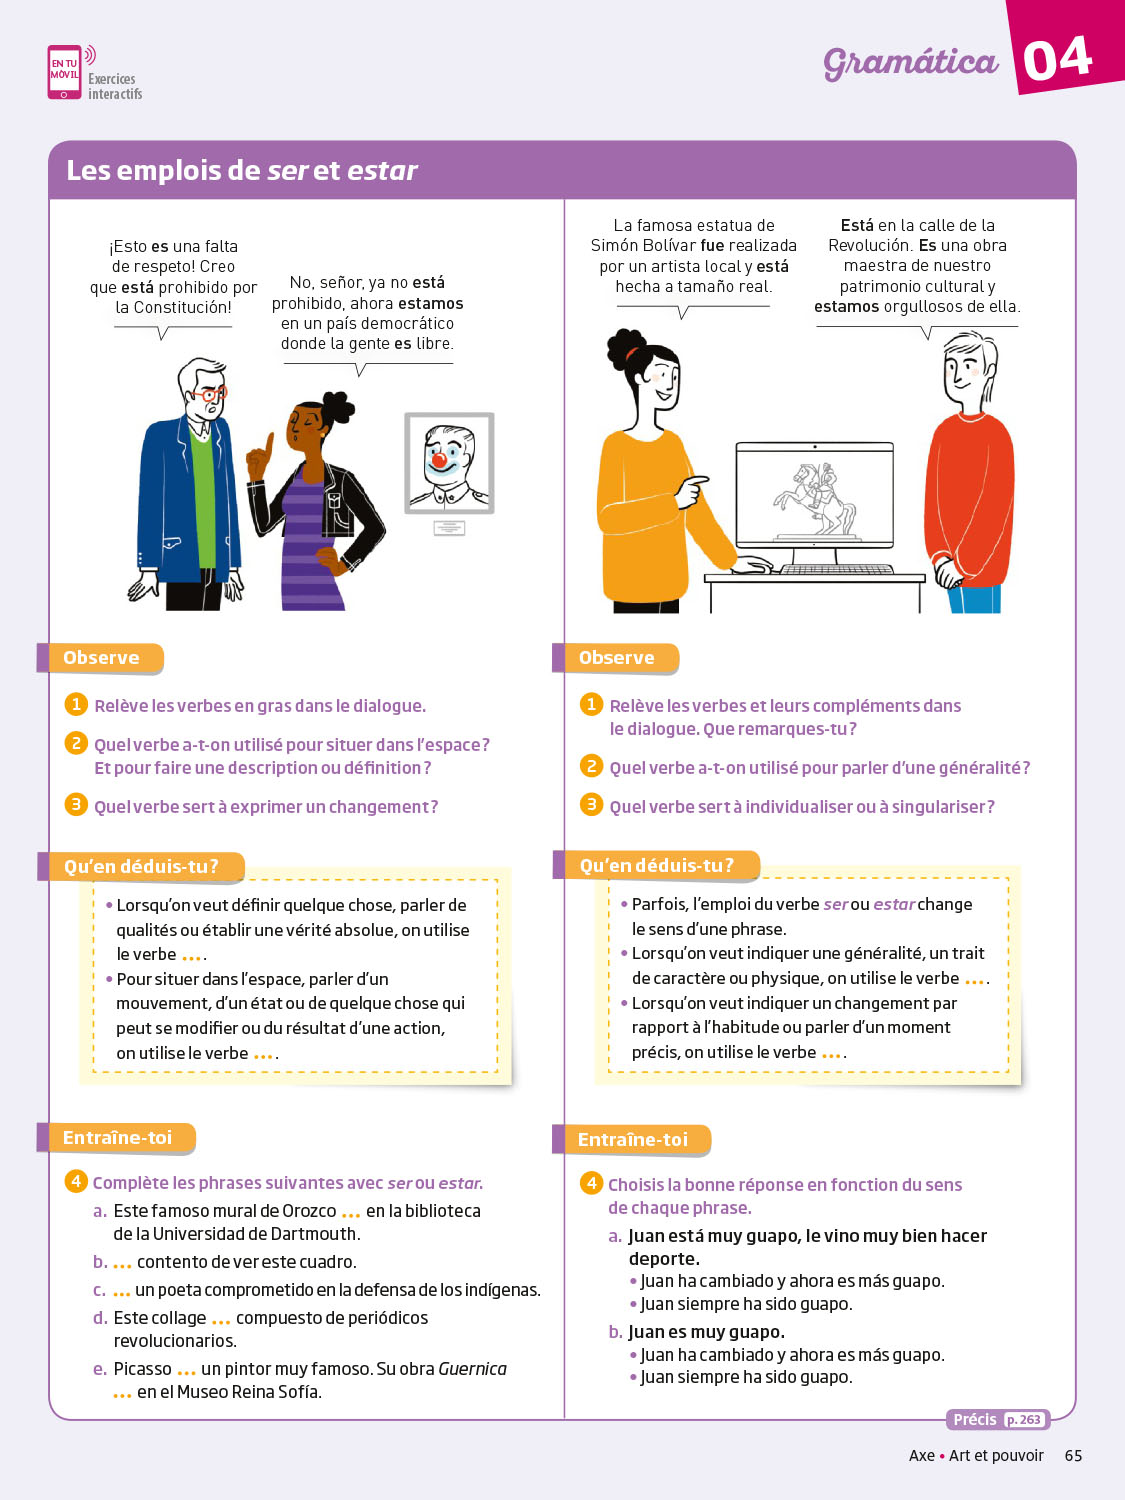 EN TU
MÓVIL
Exercices
interactifs
Gramática
04
Les emplois de ser et estar
¡Esto es una falta
de respeto! Creo
que está prohibido por
la Constitución!
No, señor, ya no está
prohibido, ahora estamos
en un país democrático
donde la gente es libre.
Observe
1 Relève les verbes en gras dans le dialogue.
2 Quel verbe a-t-on utilisé pour situer dans l'espace ?
Et pour faire une description ou définition ?
3 Quel verbe sert à exprimer un changement ?
Qu'en déduis-tu ?
• Lorsqu'on veut définir quelque chose, parler de
qualités ou établir une vérité absolue, on utilise
le verbe ... .
• Pour situer dans l'espace, parler d'un
mouvement, d'un état ou de quelque chose qui
peut se modifier ou du résultat d'une action,
on utilise le verbe ... .
Entraîne-toi
4 Complète les phrases suivantes avec ser ou estar.
a. Este famoso mural de Orozco ... en la biblioteca
de la Universidad de Dartmouth.
b. ... contento de ver este cuadro.
c. ... un poeta comprometido en la defensa de los indígenas.
d. Este collage ... compuesto de periódicos
revolucionarios.
e. Picasso ... un pintor muy famoso. Su obra Guernica
... en el Museo Reina Sofía.
La famosa estatua de
Simón Bolívar fue realizada
por un artista local y está
hecha a tamaño real.
Está en la calle de la
Revolución. Es una obra
maestra de nuestro
patrimonio cultural y
estamos orgullosos de ella.
Observe
1 Relève les verbes et leurs compléments dans
le dialogue. Que remarques-tu ?
2 Quel verbe a-t-on utilisé pour parler d'une généralité ?
3 Quel verbe sert à individualiser ou à singulariser ?
Qu'en déduis-tu ?
• Parfois, l'emploi du verbe ser ou estar change
le sens d'une phrase.
• Lorsqu'on veut indiquer une généralité, un trait
de caractère ou physique, on utilise le verbe ... .
• Lorsqu'on veut indiquer un changement par
rapport à l'habitude ou parler d'un moment
précis, on utilise le verbe ... .
Entraîne-toi
4 Choisis la bonne réponse en fonction du sens
de chaque phrase.
a. Juan está muy guapo, le vino muy bien hacer
deporte.
• Juan ha cambiado y ahora es más guapo.
• Juan siempre ha sido guapo.
b. Juan es muy guapo.
• Juan ha cambiado y ahora es más guapo.
• Juan siempre ha sido guapo.
Précis p. 263
Axe • Art et pouvoir 65